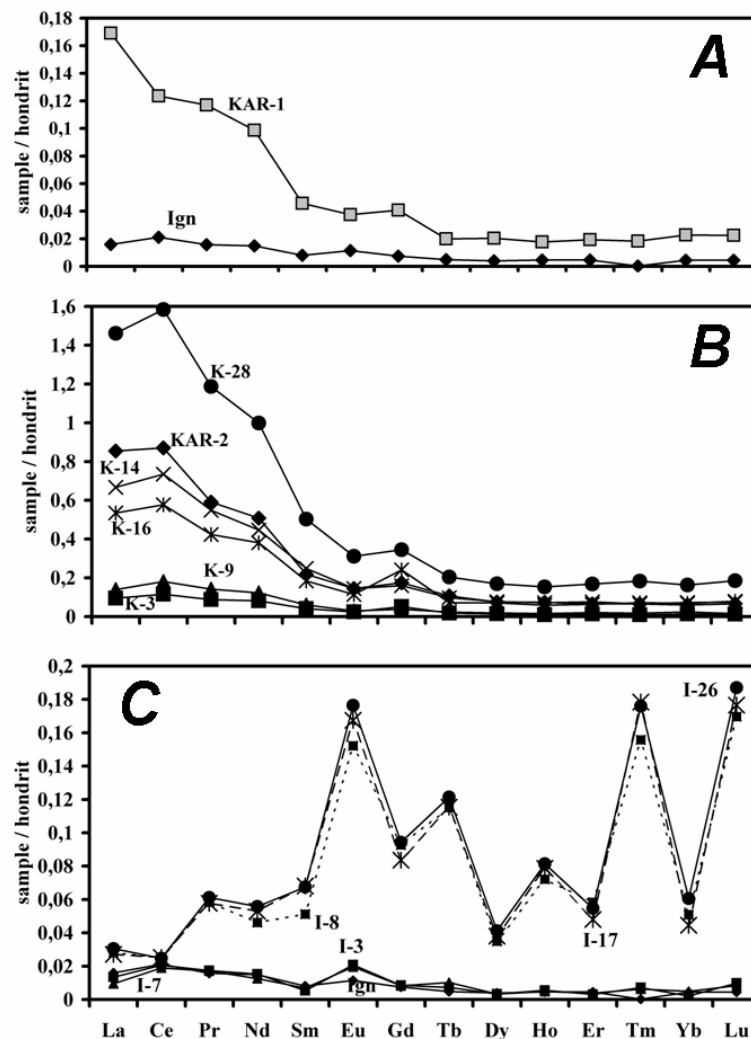 A
sample / hondrit
0,18
0,16
0,14
0,12
0,1
0,08
0,06
0,04
0,02
0
KAR-1
Ign
B
sample / hondrit
1,6
1,4
1,2
1
0,8
0,6
0,4
0,2
0
K-28
KAR-2
K-14
K-16
K-9
K-3
C
sample / hondrit
0,2
0,18
0,16
0,14
0,12
0,1
0,08
0,06
0,04
0,02
0
I-26
I-8
I-17
I-3
I-7
Ign
La Ce Pr Nd Sm Eu Gd Tb Dy Ho Er Tm Yb Lu